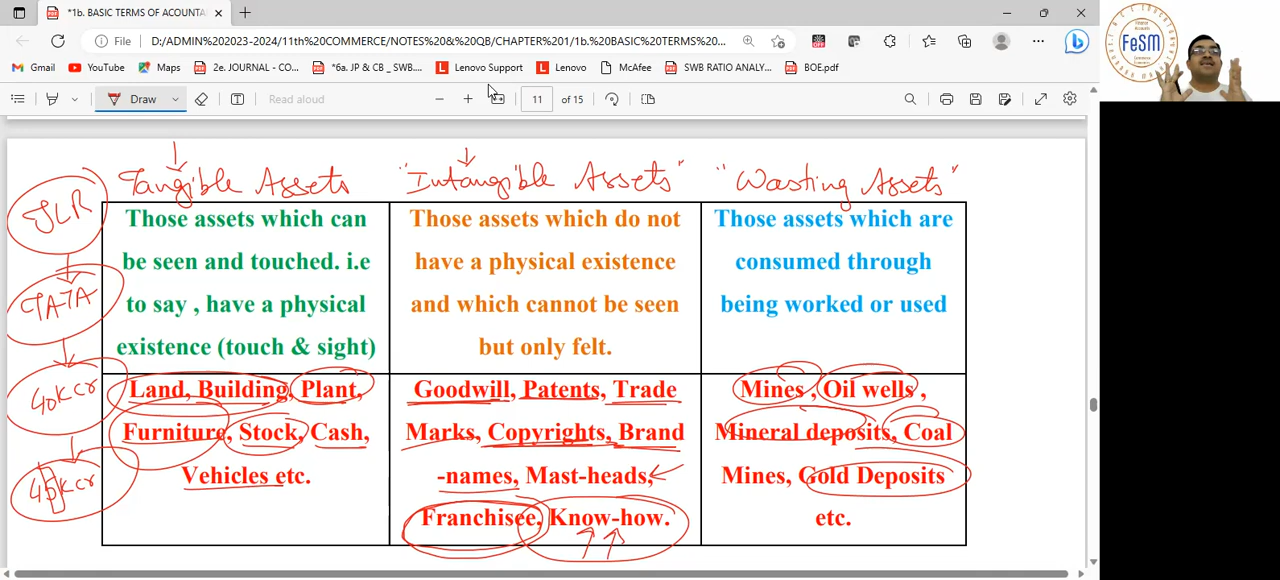 *1b. BASIC TERMS OF ACOUNTA
File
D:/ADMIN%202023-2024/11th%20COMMERCE/NOTES%20&%20QB/CHAPTER%201/1b.%20BASIC%20TERMS%20...
OFF
Gmail
YouTube
Maps
2e. JOURNAL - CO...
*6a. JP & CB _ SWB....
Lenovo Support
Lenovo
McAfee
SWB RATIO ANALY...
BOE.pdf
Draw
Read aloud
11
of 15
FeSM
JLR
TATA
40K cr
45K cr
Tangible Assets
Those assets which can
be seen and touched. i.e
to say , have a physical
existence (touch & sight)
Land, Building, Plant,
Furniture, Stock, Cash,
Vehicles etc.
"Intangible Assets"
Those assets which do not
have a physical existence
and which cannot be seen
but only felt.
Goodwill, Patents, Trade
Marks, Copyrights, Brand
-names, Mast-heads,
Franchisee, Know-how.
"Wasting Assets"
Those assets which are
consumed through
being worked or used
Mines , Oil wells ,
Mineral deposits, Coal
Mines, Gold Deposits
etc.